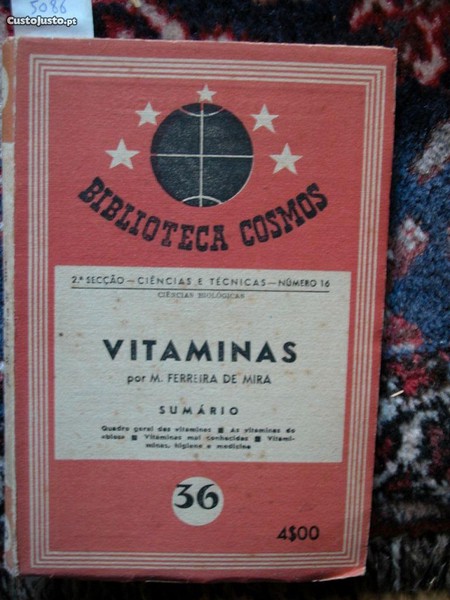 CustoJusto.pt
5086
BIBLIOTECA COSMOS
2.ª SECÇÃO — CIÊNCIAS E TÉCNICAS — NÚMERO 16
CIÊNCIAS BIOLÓGICAS
VITAMINAS
por M. FERREIRA DE MIRA
SUMÁRIO
Quadro geral das vitaminas ■ As vitaminas do
abioso ■ Vitaminas mal conhecidas ■ Vitami-
minas, higiene e medicina
36
4$00